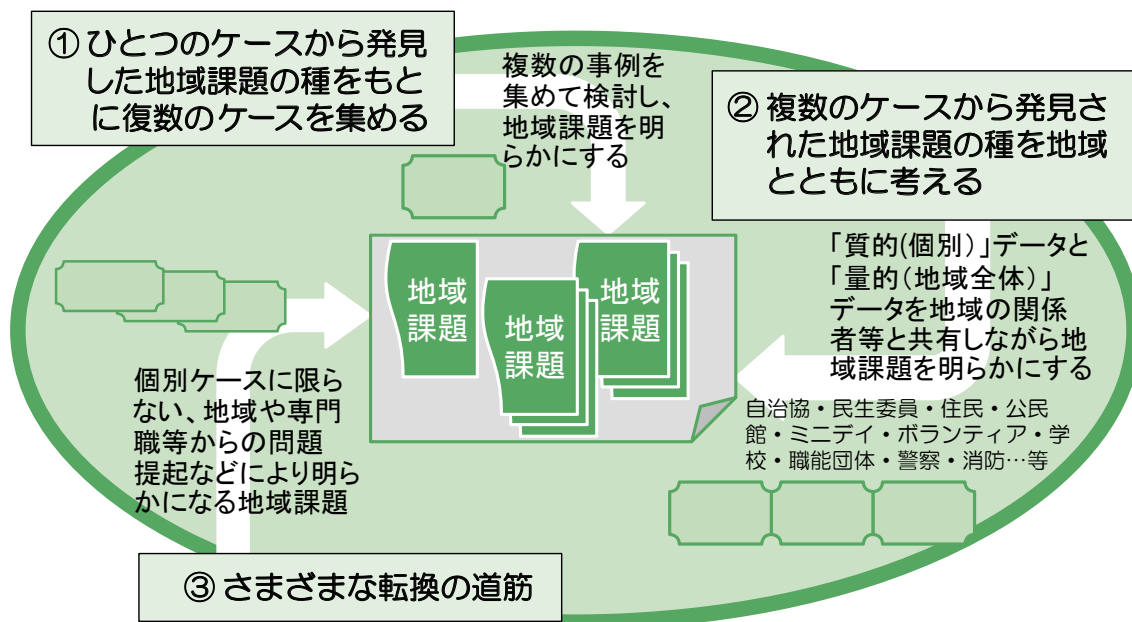 ① ひとつのケースから発見
した地域課題の種をもと
に復数のケースを集める
複数の事例を
集めて検討し、
地域課題を明
らかにする
② 複数のケースから発見さ
れた地域課題の種を地域
とともに考える
「質的(個別)」データと
「量的(地域全体)」
データを地域の関係
者等と共有しながら地
域課題を明らかにする
自治協・民生委員・住民・公民
館・ミニデイ・ボランティア・学
校・職能団体・警察・消防…等
地域
課題
地域
課題
地域
課題
個別ケースに限ら
ない、地域や専門
職等からの問題
提起などにより明ら
かになる地域課題
③ さまざまな転換の道筋